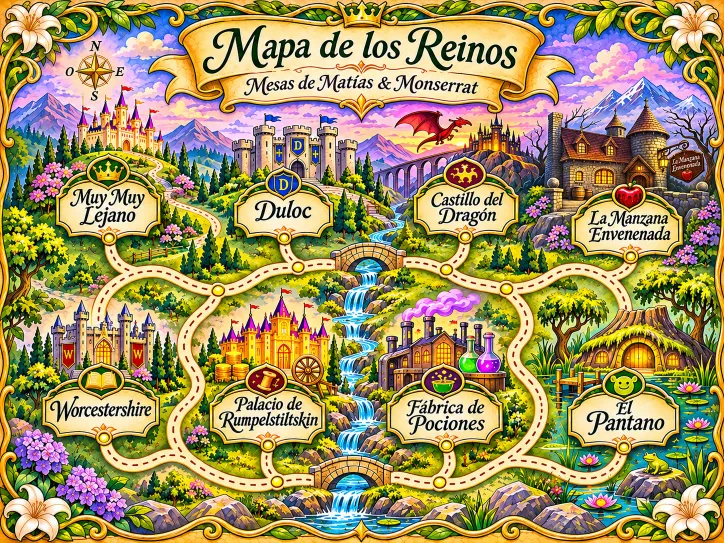 Mapa de los Reinos
Mesas de Matías & Monserrat
N
O
E
S
Muy Muy
Lejano
D
D
Duloc
Castillo del
Dragón
La Manzana
Envenenada
La Manzana
Envenenada
W
W
Worcestershire
Palacio de
Rumpelstiltskin
Fábrica de
Pociones
El
Pantano